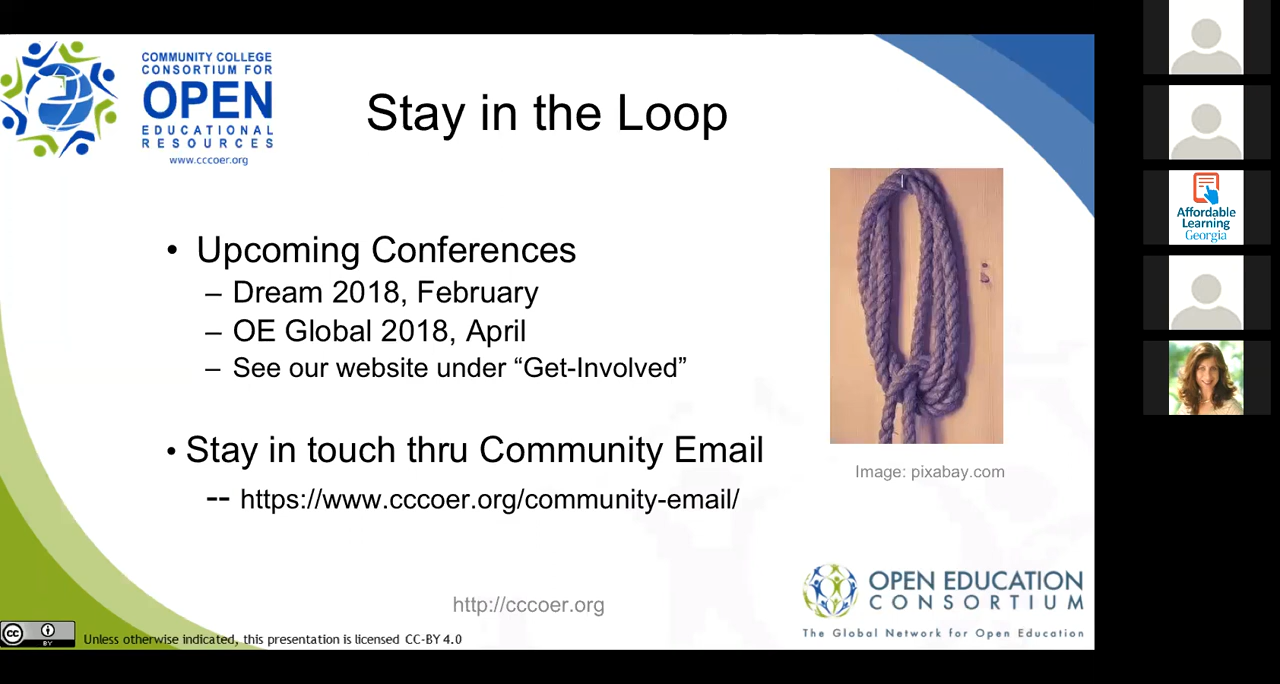 COMMUNITY COLLEGE
CONSORTIUM FOR
OPEN
EDUCATIONAL
RESOURCES
www.cccoer.org
Stay in the Loop
• Upcoming Conferences
– Dream 2018, February
– OE Global 2018, April
– See our website under “Get-Involved”
• Stay in touch thru Community Email
-- https://www.cccoer.org/community-email/
Image: pixabay.com
http://cccoer.org
OPEN EDUCATION
CONSORTIUM
The Global Network for Open Education
cc
BY
Unless otherwise indicated, this presentation is licensed CC-BY 4.0
Affordable
Learning
Georgia